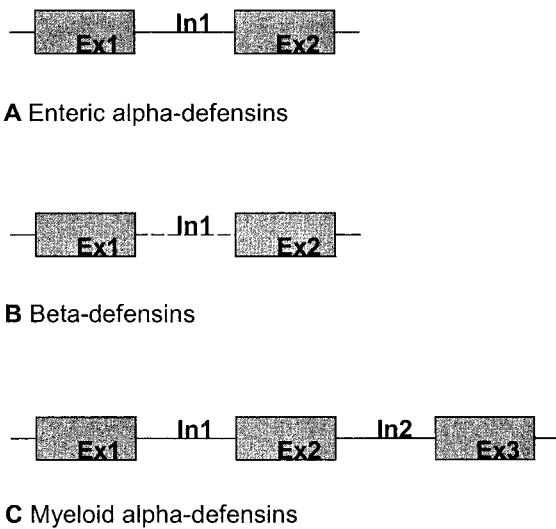 In1
Ex1 Ex2
A Enteric alpha-defensins
In1
Ex1 Ex2
B Beta-defensins
In1 In2
Ex1 Ex2 Ex3
C Myeloid alpha-defensins